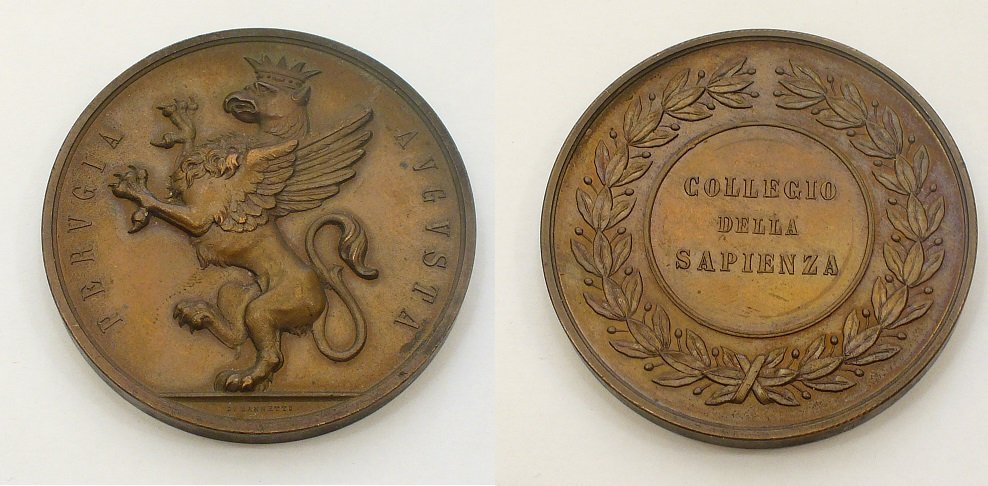 PERVGIA AVGVSTA
COLLEGIO
DELLA
SAPIENZA